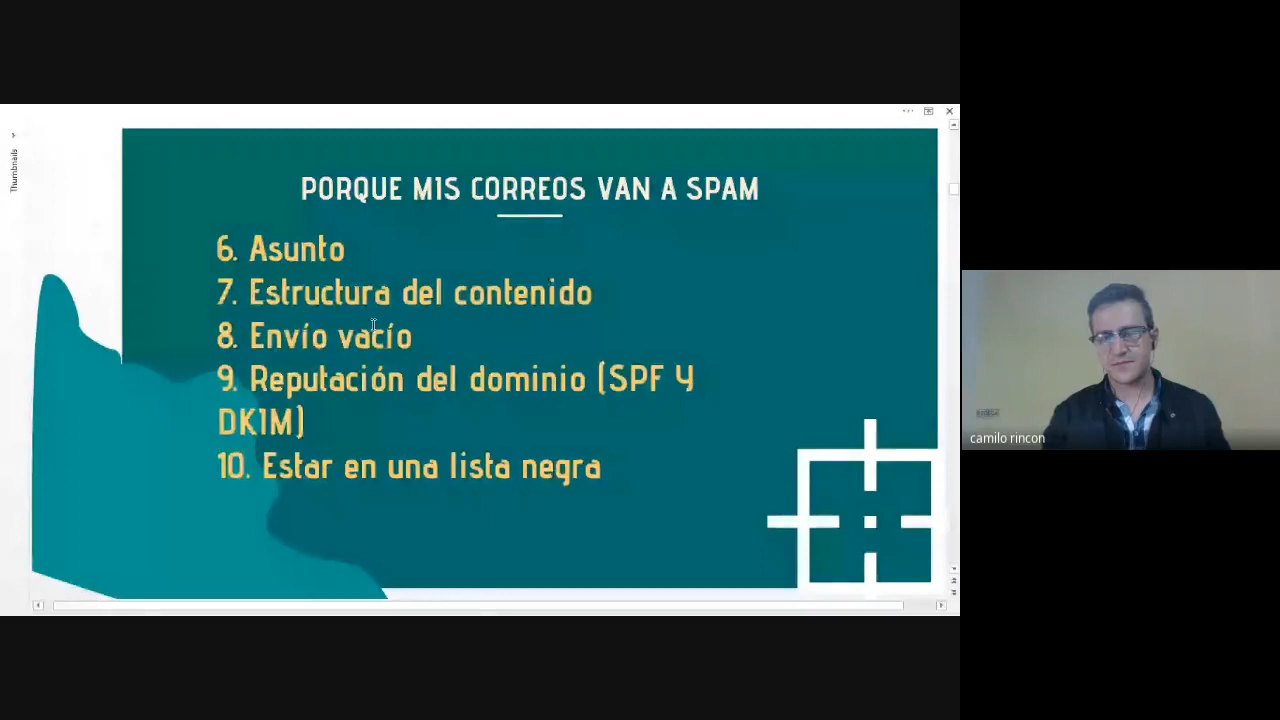 Thumbnails
PORQUE MIS CORREOS VAN A SPAM
6. Asunto
7. Estructura del contenido
8. Envío vacío
9. Reputación del dominio (SPF Y
DKIM)
10. Estar en una lista negra
camilo rincon